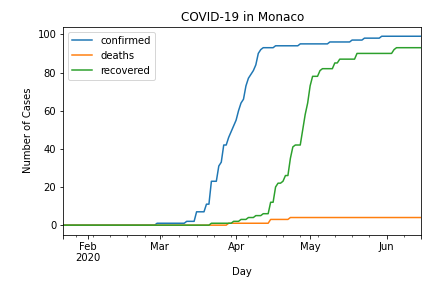 COVID-19 in Monaco
confirmed
deaths
recovered
Number of Cases
100
80
60
40
20
0
Feb Mar Apr May Jun
2020
Day